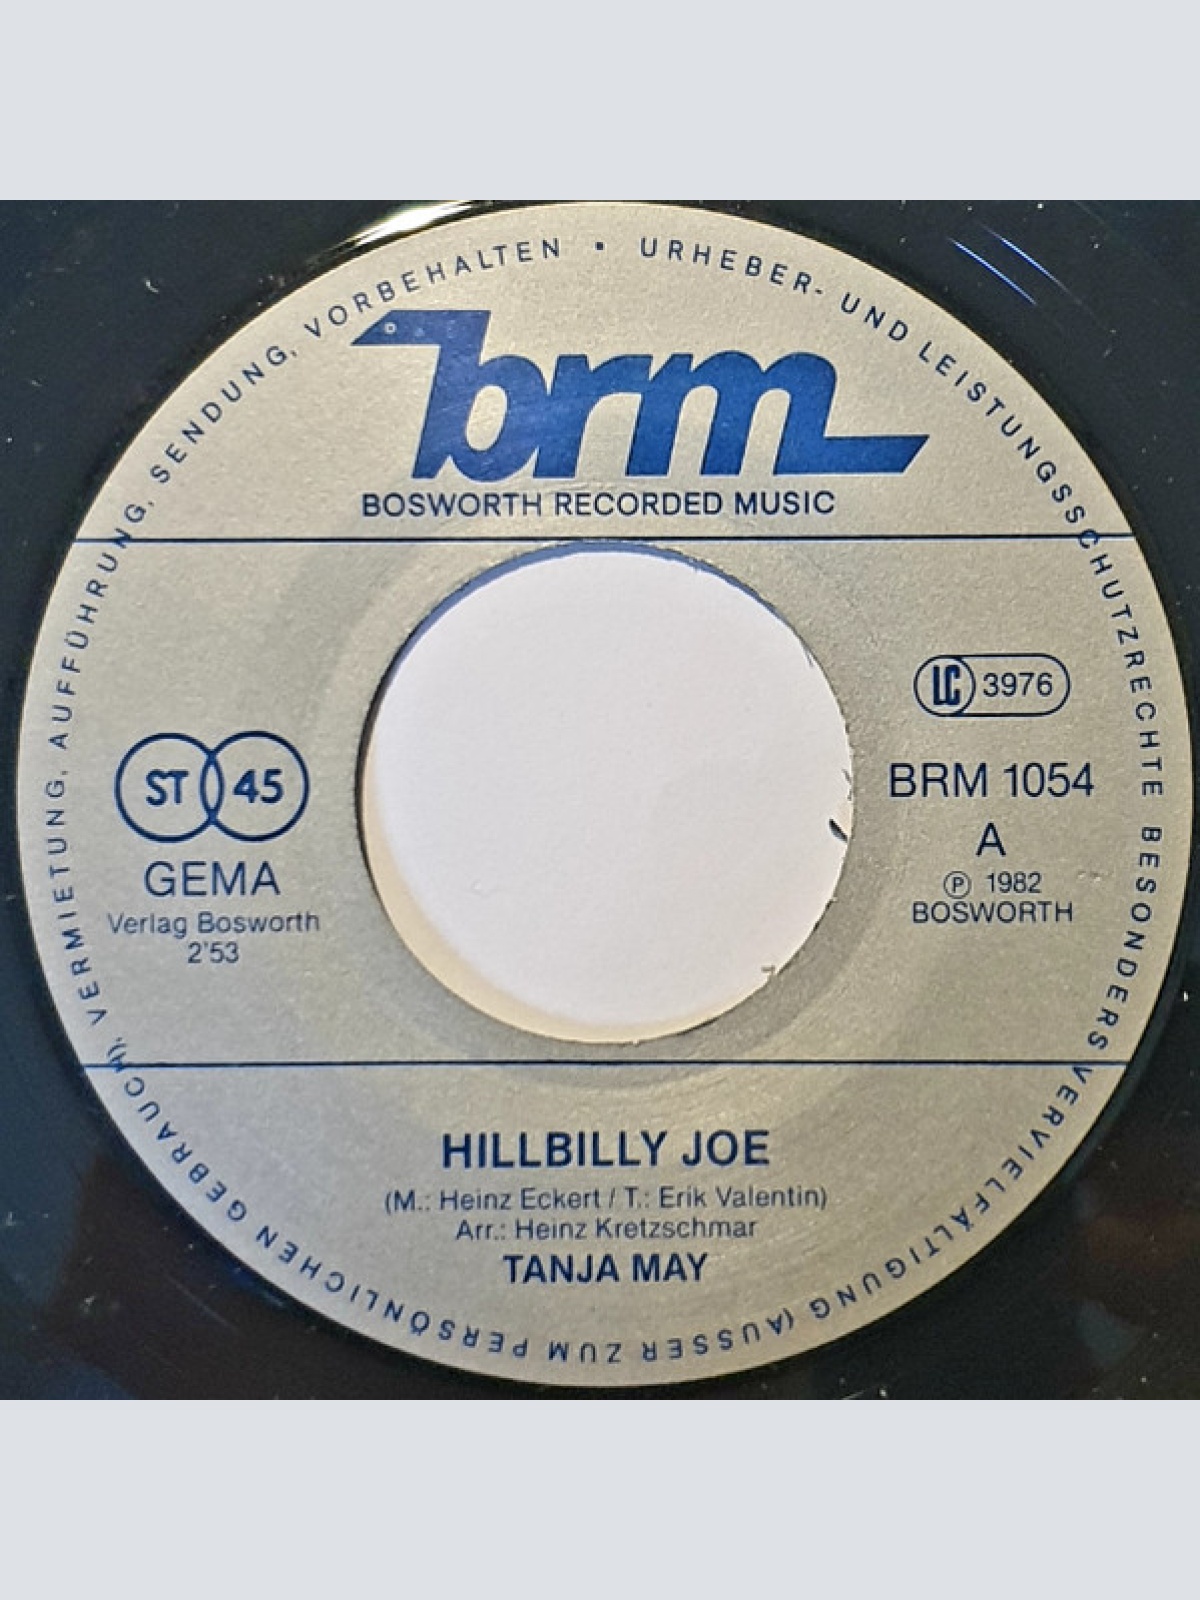 URHEBER- UND LEISTUNGSSCHUTZRECHTE BESONDERS VERVIELFÄLTIGUNG (AUSSER ZUM PERSÖNLICHEN GEBRAUCH), VERMIETUNG, AUFFÜHRUNG, SENDUNG, VORBEHALTEN •
brm
BOSWORTH RECORDED MUSIC
LC 3976
ST 45
GEMA
Verlag Bosworth
2'53
BRM 1054
A
Ⓟ 1982
BOSWORTH
HILLBILLY JOE
(M.: Heinz Eckert / T.: Erik Valentin)
Arr.: Heinz Kretzschmar
TANJA MAY